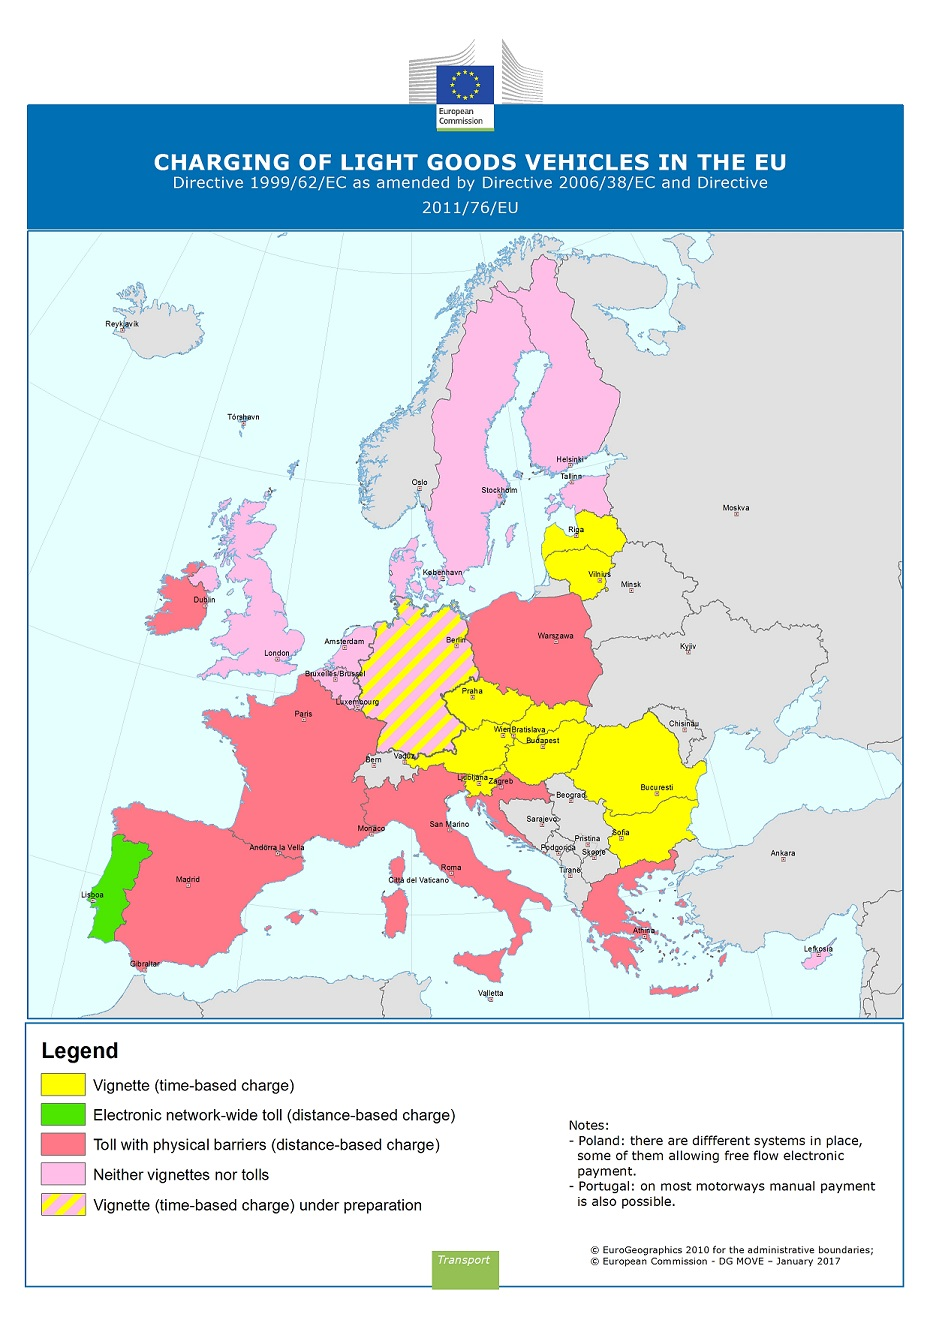 European
Commission
CHARGING OF LIGHT GOODS VEHICLES IN THE EU
Directive 1999/62/EC as amended by Directive 2006/38/EC and Directive
2011/76/EU
Reykjavik
Tórshavn
Helsinki
Tallinn
Oslo
Stockholm
Moskva
Riga
København
Vilnius
Minsk
Dublin
Warszawa
Amsterdam
Berlin
Kyjiv
London
Bruxelles/Brussel
Praha
Luxembourg
Paris
Chisinau
Wien
Bratislava
Budapest
Bern
Vaduz
Ljubljana
Zagreb
Bucuresti
Beograd
Sarajevo
San Marino
Monaco
Sofia
Pristina
Andorra la Vella
Podgorica
Skopje
Ankara
Roma
Tirane
Madrid
Città del Vaticano
Lisboa
Athina
Lefkosia
Gibraltar
Valletta
Legend
Vignette (time-based charge)
Electronic network-wide toll (distance-based charge)
Toll with physical barriers (distance-based charge)
Neither vignettes nor tolls
Vignette (time-based charge) under preparation
Notes:
- Poland: there are diffferent systems in place,
some of them allowing free flow electronic
payment.
- Portugal: on most motorways manual payment
is also possible.
Transport
© EuroGeographics 2010 for the administrative boundaries;
© European Commission - DG MOVE – January 2017